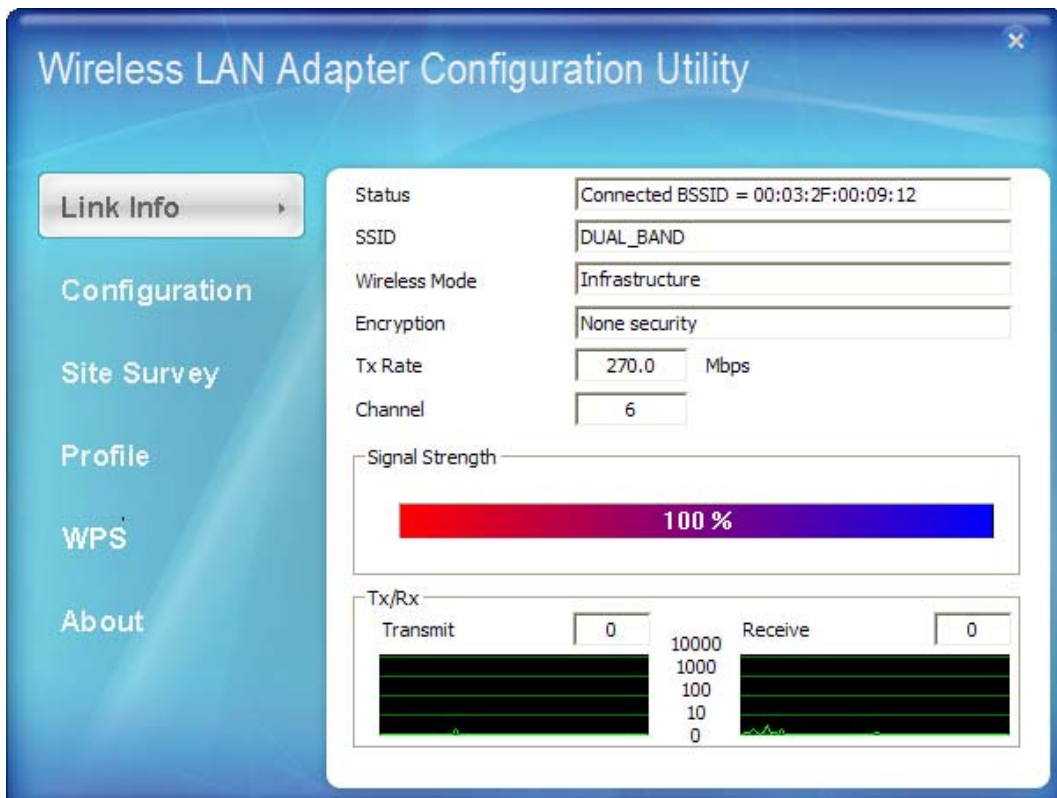 Wireless LAN Adapter Configuration Utility
Link Info
Configuration
Site Survey
Profile
WPS
About
Status Connected BSSID = 00:03:2F:00:09:12
SSID DUAL_BAND
Wireless Mode Infrastructure
Encryption None security
Tx Rate 270.0 Mbps
Channel 6
Signal Strength
100 %
Tx/Rx
Transmit 0
10000
1000
100
10
0
Receive 0